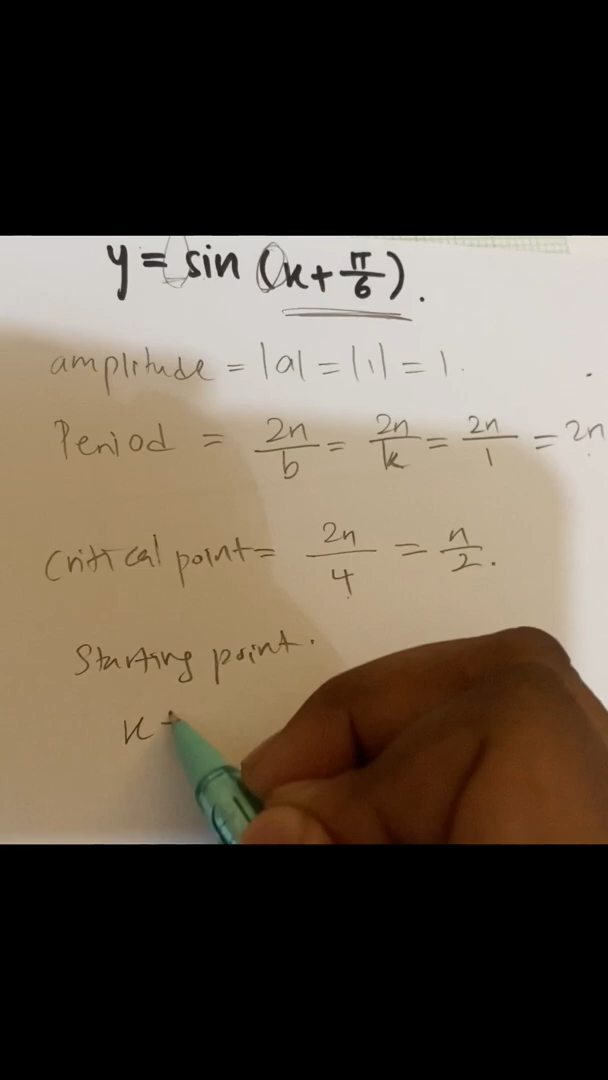 y = sin (x + π/6).
amplitude = |a| = |1| = 1.
Period = 2π/b = 2π/k = 2π/1 = 2π
Critical point = 2π/4 = π/2.
Starting point.
x +